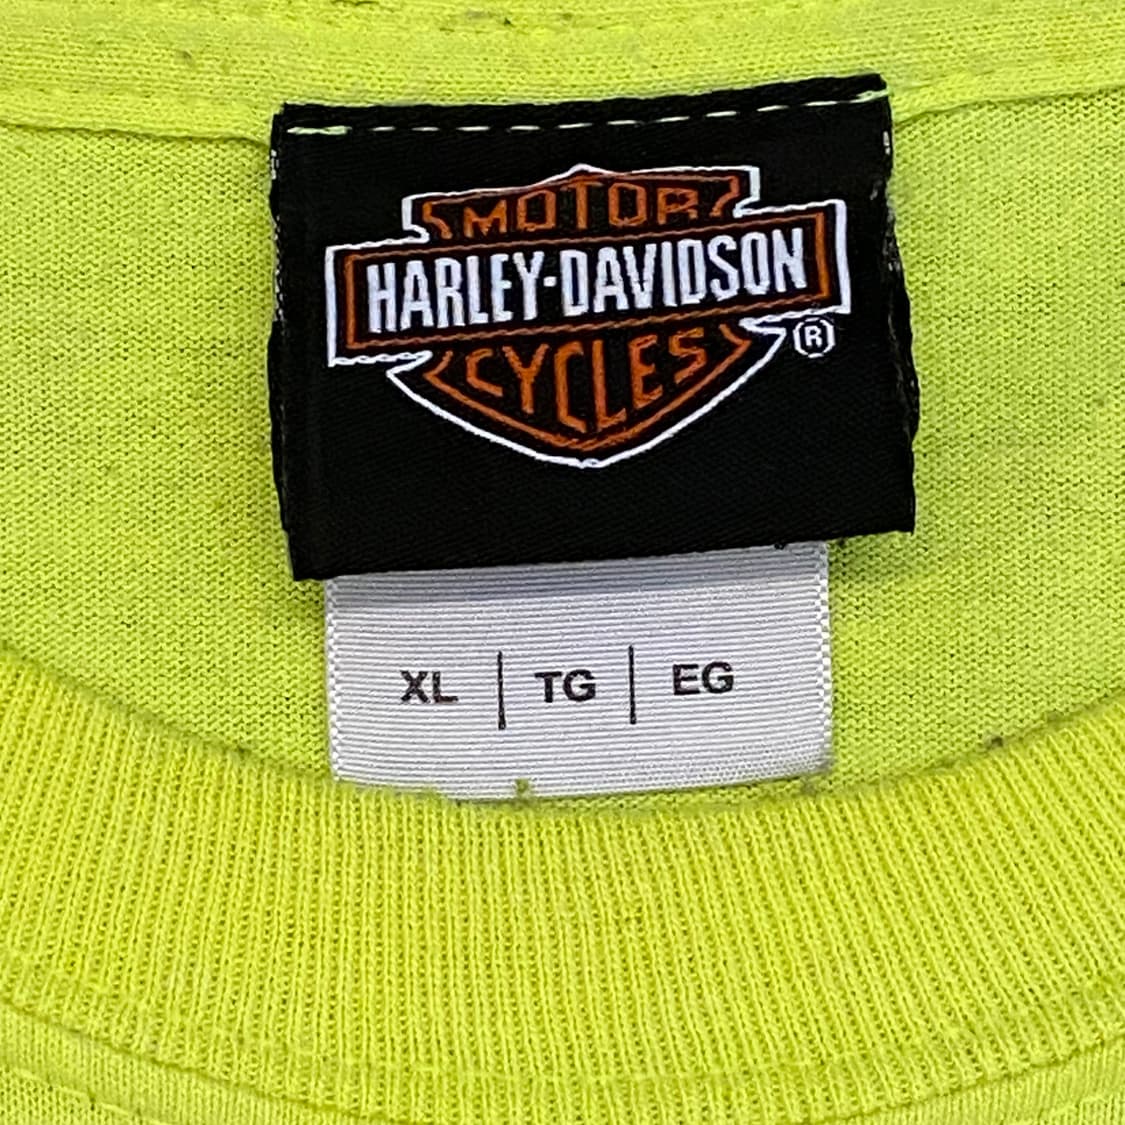 MOTOR
HARLEY-DAVIDSON
CYCLES
®
XL | TG | EG